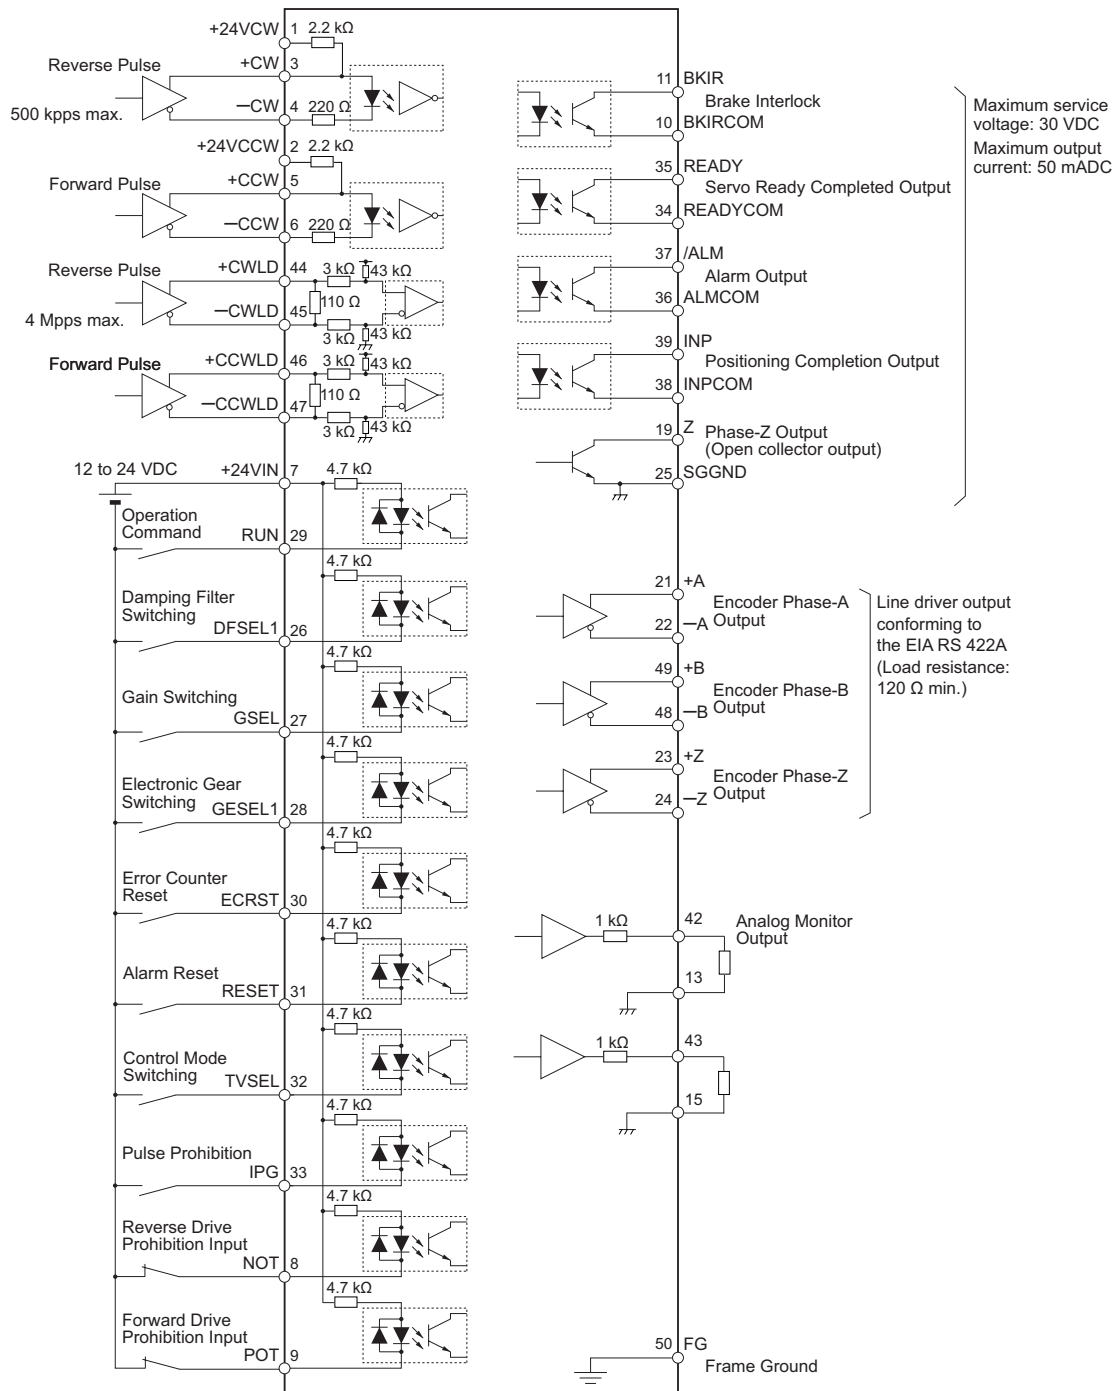 +24VCW 1 2.2 kΩ
Reverse Pulse
+CW 3
500 kpps max.
−CW 4 220 Ω
+24VCCW 2 2.2 kΩ
Forward Pulse
+CCW 5
−CCW 6 220 Ω
Reverse Pulse
+CWLD 44 3 kΩ 43 kΩ
110 Ω
4 Mpps max.
−CWLD 45 3 kΩ 43 kΩ
Forward Pulse
+CCWLD 46 3 kΩ 43 kΩ
110 Ω
−CCWLD 47 3 kΩ 43 kΩ
12 to 24 VDC
+24VIN 7 4.7 kΩ
Operation
Command
RUN 29
4.7 kΩ
Damping Filter
Switching
DFSEL1 26
4.7 kΩ
Gain Switching
GSEL 27
4.7 kΩ
Electronic Gear
Switching
GESEL1 28
4.7 kΩ
Error Counter
Reset
ECRST 30
4.7 kΩ
Alarm Reset
RESET 31
4.7 kΩ
Control Mode
Switching
TVSEL 32
4.7 kΩ
Pulse Prohibition
IPG 33
4.7 kΩ
Reverse Drive
Prohibition Input
NOT 8
4.7 kΩ
Forward Drive
Prohibition Input
POT 9
11 BKIR
Brake Interlock
10 BKIRCOM
35 READY
Servo Ready Completed Output
34 READYCOM
37 /ALM
Alarm Output
36 ALMCOM
39 INP
Positioning Completion Output
38 INPCOM
19 Z
Phase-Z Output
(Open collector output)
25 SGGND
Maximum service
voltage: 30 VDC
Maximum output
current: 50 mADC
21 +A
Encoder Phase-A
Output
22 −A
49 +B
Encoder Phase-B
Output
48 −B
23 +Z
Encoder Phase-Z
Output
24 −Z
Line driver output
conforming to
the EIA RS 422A
(Load resistance:
120 Ω min.)
1 kΩ 42
Analog Monitor
Output
13
1 kΩ 43
15
50 FG
Frame Ground